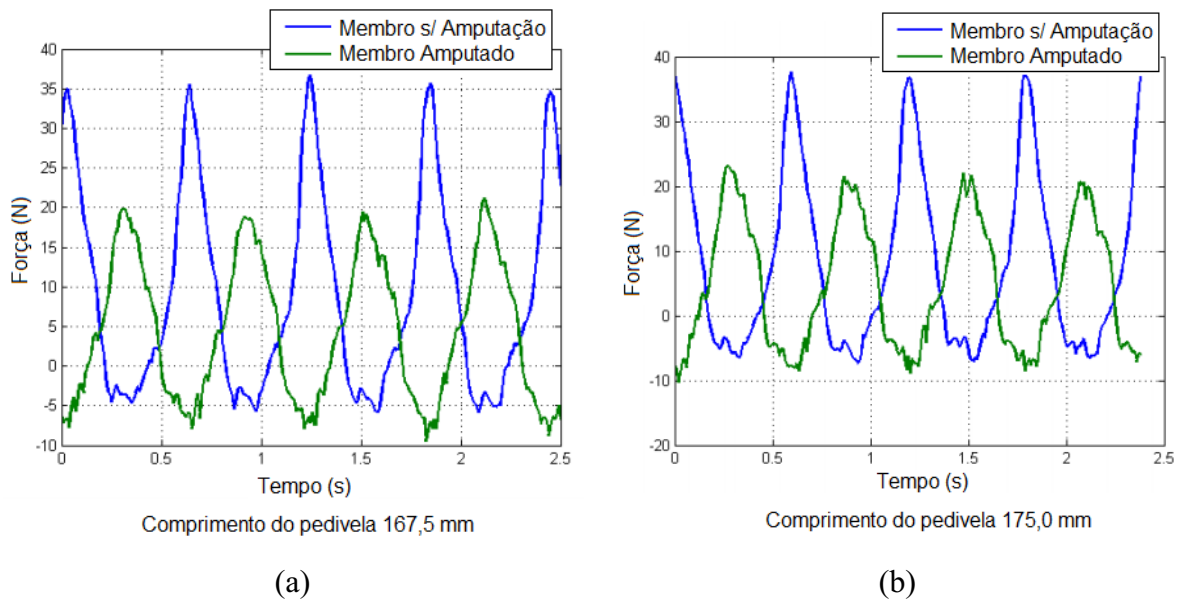 Membro s/ Amputação
Membro Amputado
40
35
30
25
20
15
10
5
0
-5
-10
Força (N)
0 0.5 1 1.5 2 2.5
Tempo (s)
Comprimento do pedivela 167,5 mm
(a)
Membro s/ Amputação
Membro Amputado
40
30
20
10
0
-10
-20
Força (N)
0 0.5 1 1.5 2 2.5
Tempo (s)
Comprimento do pedivela 175,0 mm
(b)